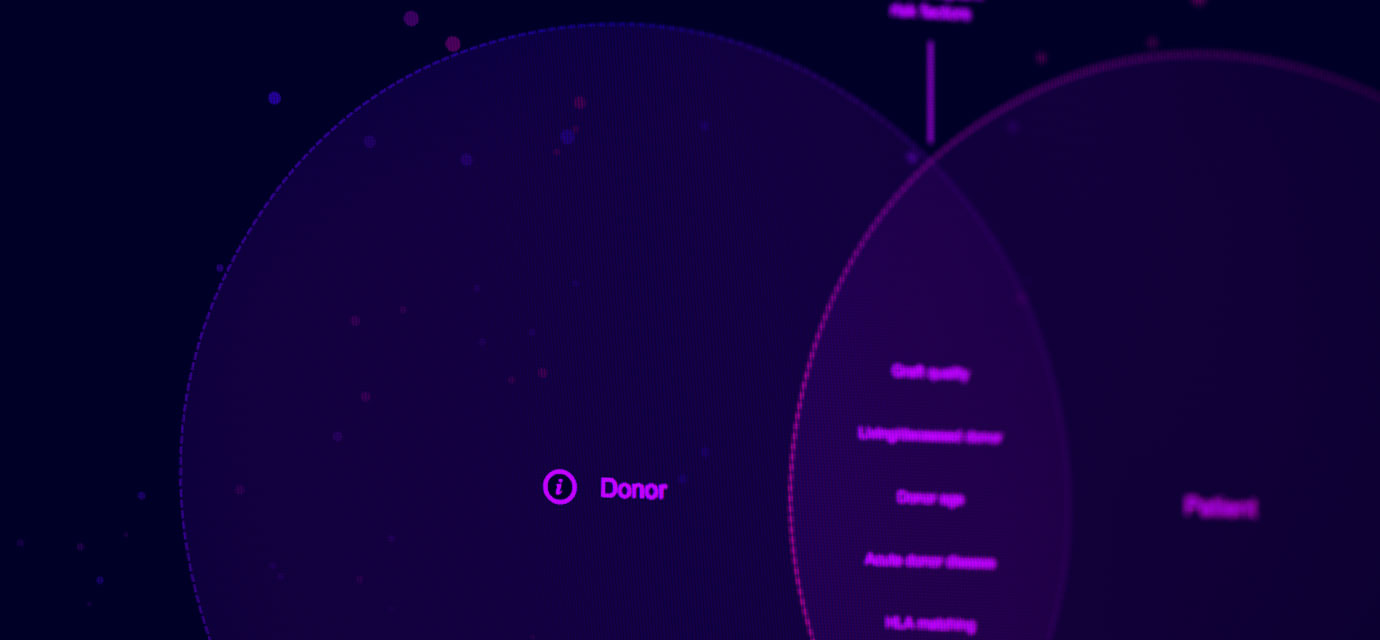 risk factors
Graft quality
Living/deceased donor
Donor
Donor age
Patient
Acute donor disease
HLA matching